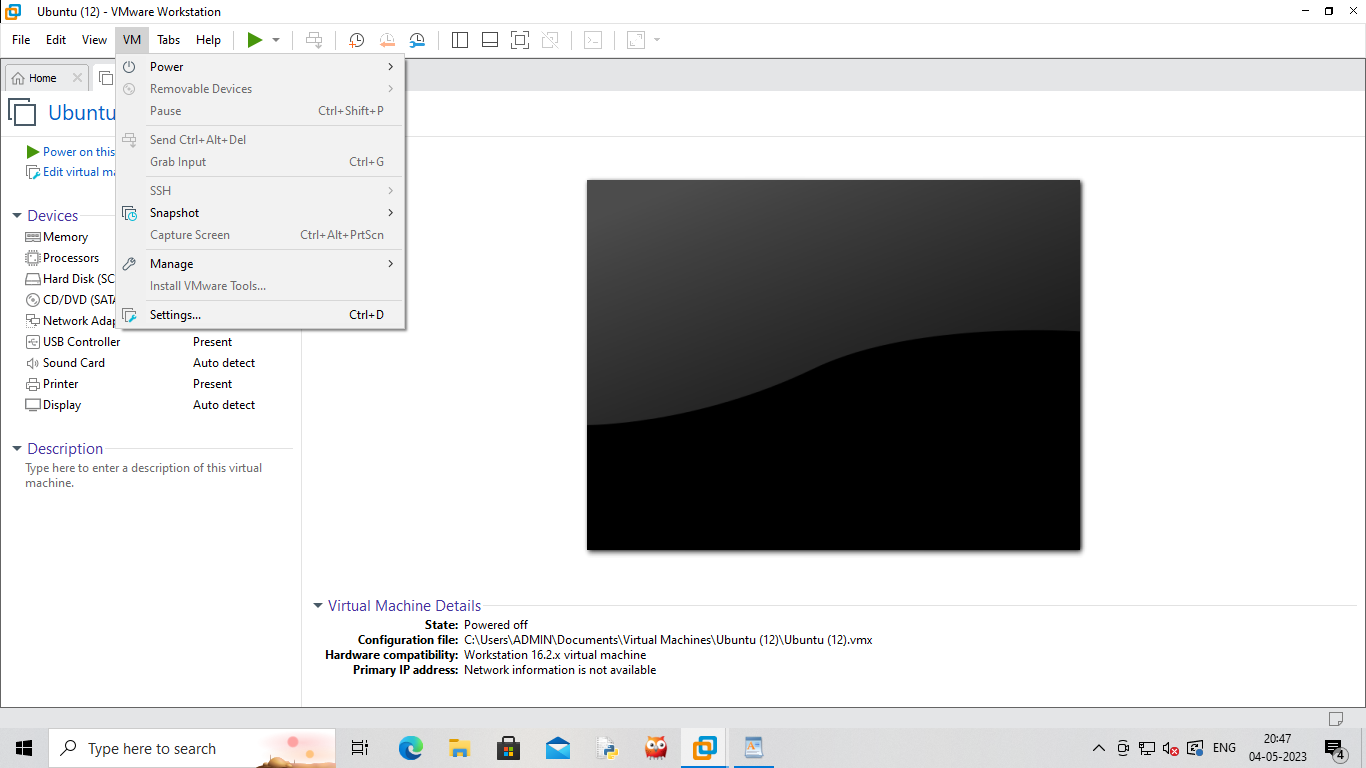 Ubuntu (12) - VMware Workstation
File Edit View VM Tabs Help
Home
Ubuntu
Power on this
Edit virtual ma
Power
Removable Devices
Pause Ctrl+Shift+P
Send Ctrl+Alt+Del
Grab Input Ctrl+G
SSH
Snapshot
Capture Screen Ctrl+Alt+PrtScn
Manage
Install VMware Tools...
Settings... Ctrl+D
Devices
Memory
Processors
Hard Disk (SC
CD/DVD (SATA
Network Adap
USB Controller Present
Sound Card Auto detect
Printer Present
Display Auto detect
Description
Type here to enter a description of this virtual
machine.
Virtual Machine Details
State: Powered off
Configuration file: C:\Users\ADMIN\Documents\Virtual Machines\Ubuntu (12)\Ubuntu (12).vmx
Hardware compatibility: Workstation 16.2.x virtual machine
Primary IP address: Network information is not available
Type here to search
ENG
20:47
04-05-2023
4